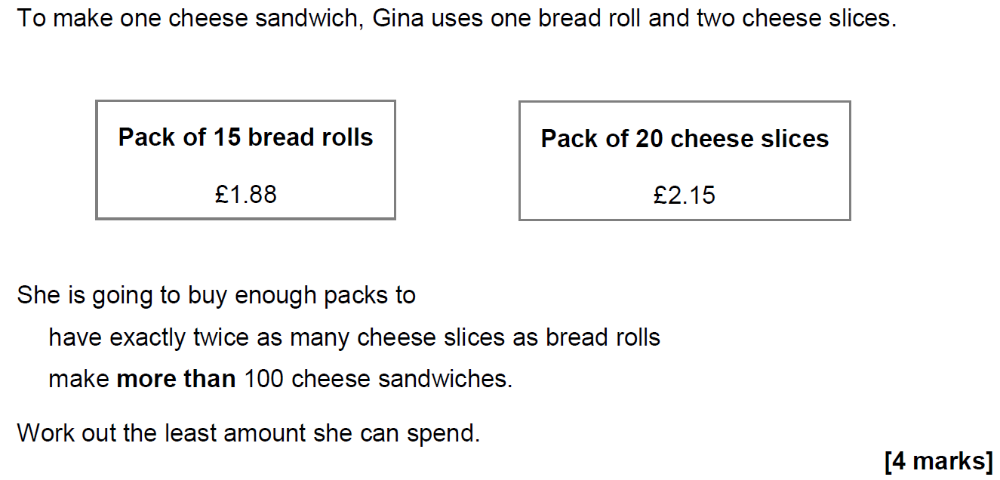 To make one cheese sandwich, Gina uses one bread roll and two cheese slices.
Pack of 15 bread rolls
£1.88
Pack of 20 cheese slices
£2.15
She is going to buy enough packs to
have exactly twice as many cheese slices as bread rolls
make more than 100 cheese sandwiches.
Work out the least amount she can spend.
[4 marks]